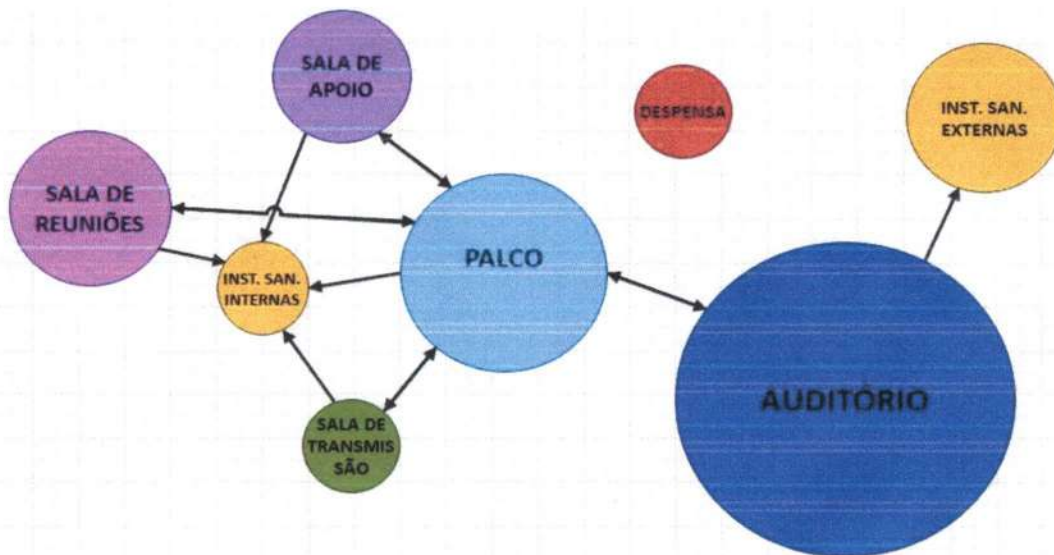 SALA DE
APOIO
DESPENSA
INST. SAN.
EXTERNAS
SALA DE
REUNIÕES
PALCO
INST. SAN.
INTERNAS
AUDITÓRIO
SALA DE
TRANSMIS
SÃO